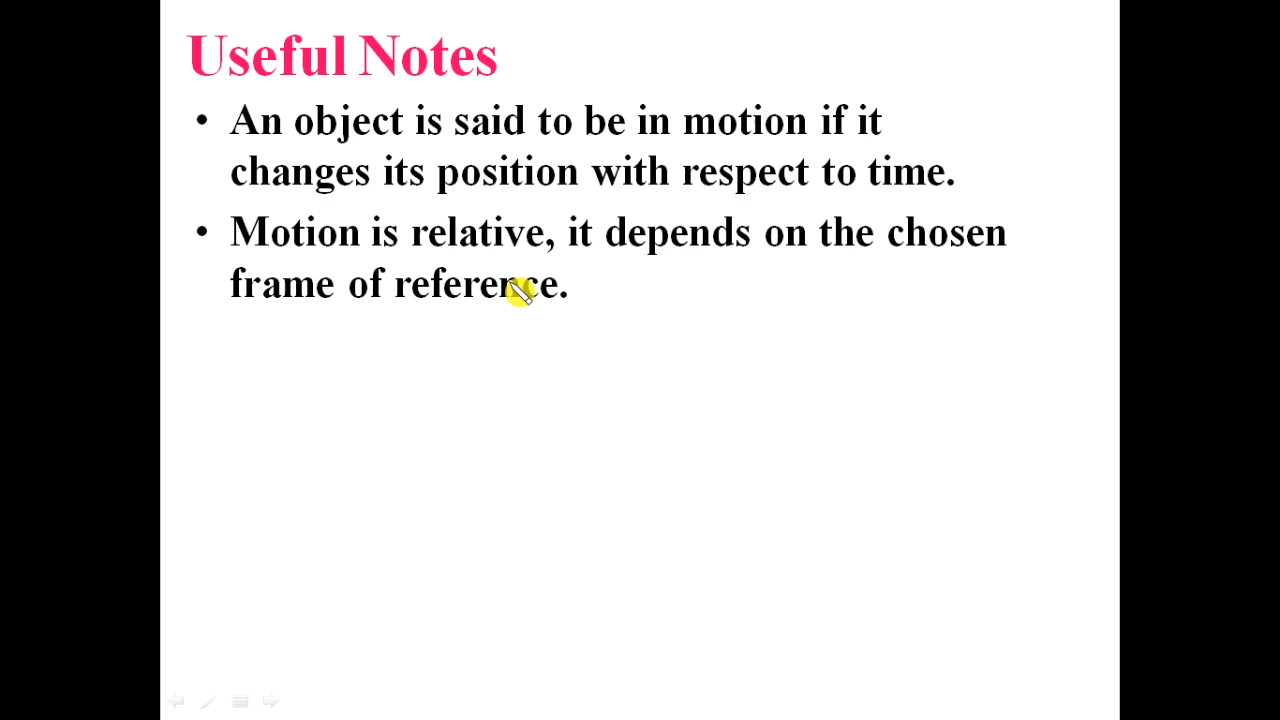 Useful Notes
• An object is said to be in motion if it
changes its position with respect to time.
• Motion is relative, it depends on the chosen
frame of reference.